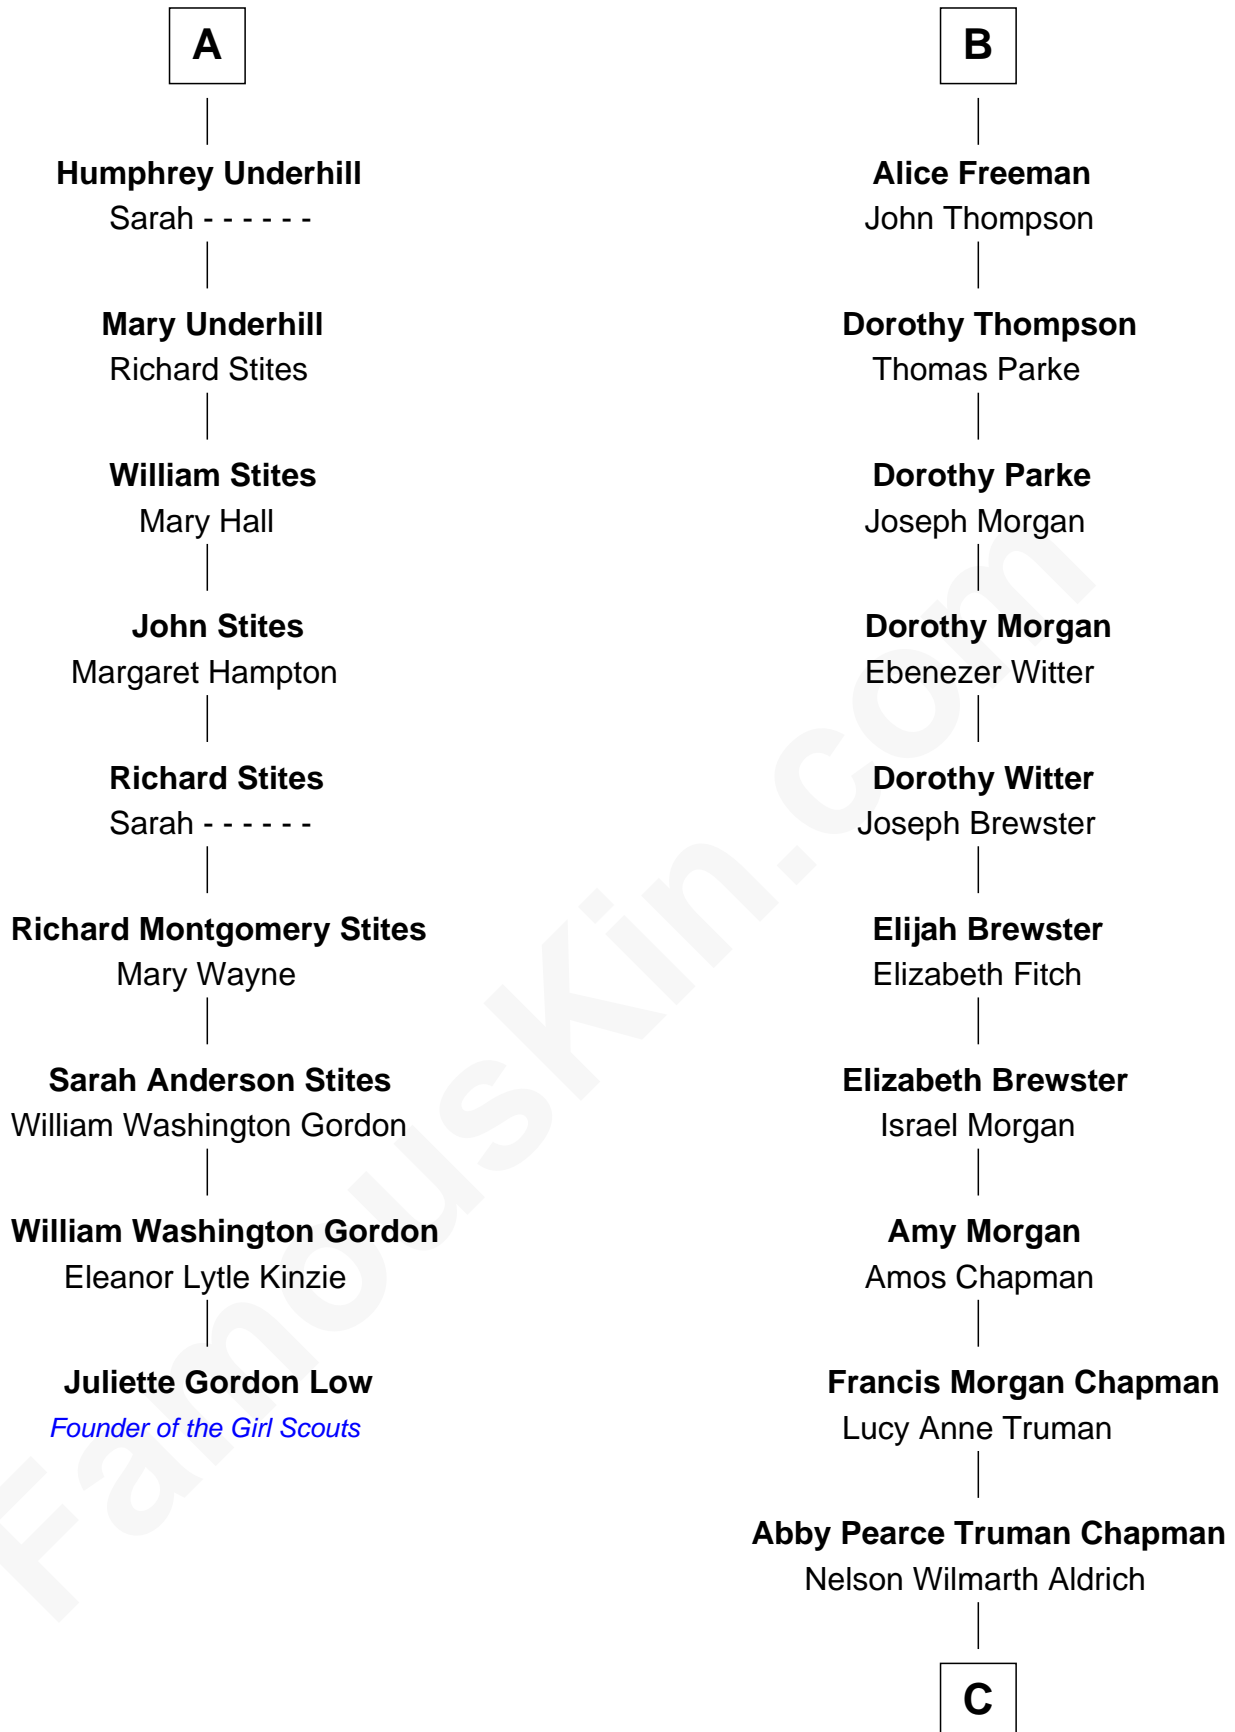 A
Humphrey Underhill
Sarah - - - - - -
Mary Underhill
Richard Stites
William Stites
Mary Hall
John Stites
Margaret Hampton
Richard Stites
Sarah - - - - - -
Richard Montgomery Stites
Mary Wayne
Sarah Anderson Stites
William Washington Gordon
William Washington Gordon
Eleanor Lytle Kinzie
Juliette Gordon Low
Founder of the Girl Scouts
B
Alice Freeman
John Thompson
Dorothy Thompson
Thomas Parke
Dorothy Parke
Joseph Morgan
Dorothy Morgan
Ebenezer Witter
Dorothy Witter
Joseph Brewster
Elijah Brewster
Elizabeth Fitch
Elizabeth Brewster
Israel Morgan
Amy Morgan
Amos Chapman
Francis Morgan Chapman
Lucy Anne Truman
Abby Pearce Truman Chapman
Nelson Wilmarth Aldrich
C
FamousKin.com